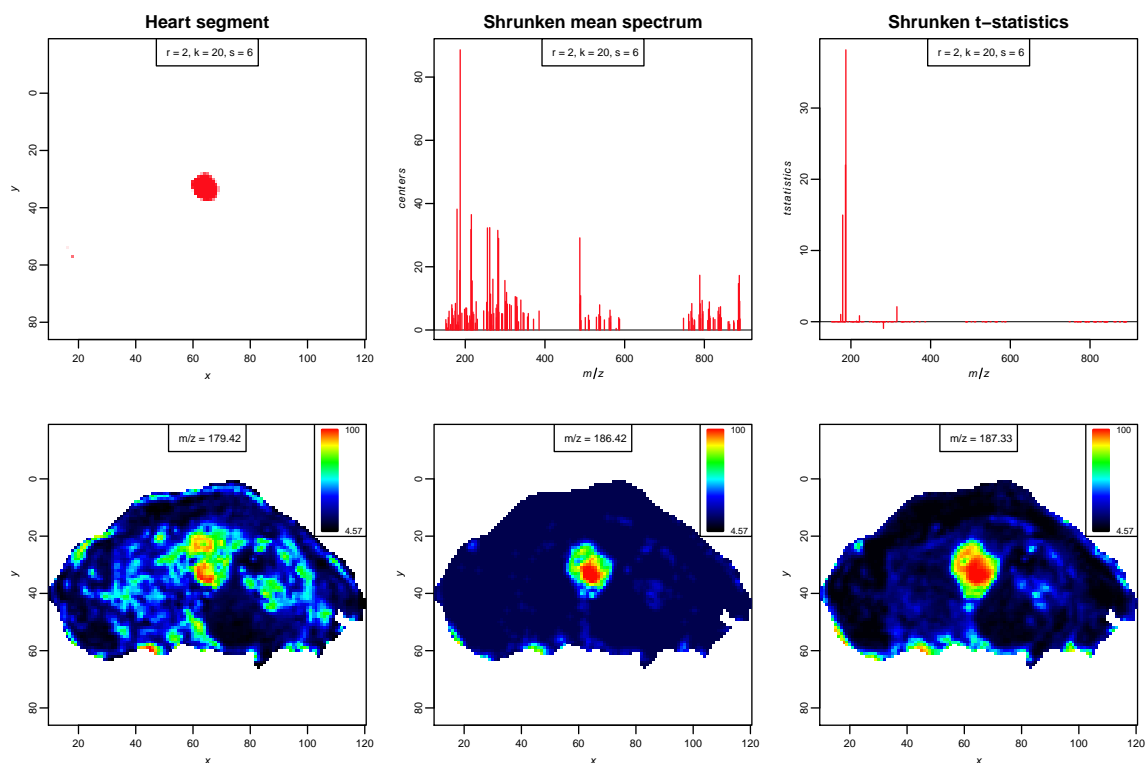 Heart segment
r = 2, k = 20, s = 6
0
20
40
60
80
y
20 40 60 80 100 120
x
Shrunken mean spectrum
r = 2, k = 20, s = 6
80
60
40
20
0
centers
200 400 600 800
m/z
Shrunken t−statistics
r = 2, k = 20, s = 6
30
20
10
0
tstatistics
200 400 600 800
m/z
m/z = 179.42
100
4.57
0
20
40
60
80
y
20 40 60 80 100 120
x
m/z = 186.42
100
4.57
0
20
40
60
80
y
20 40 60 80 100 120
x
m/z = 187.33
100
4.57
0
20
40
60
80
y
20 40 60 80 100 120
x